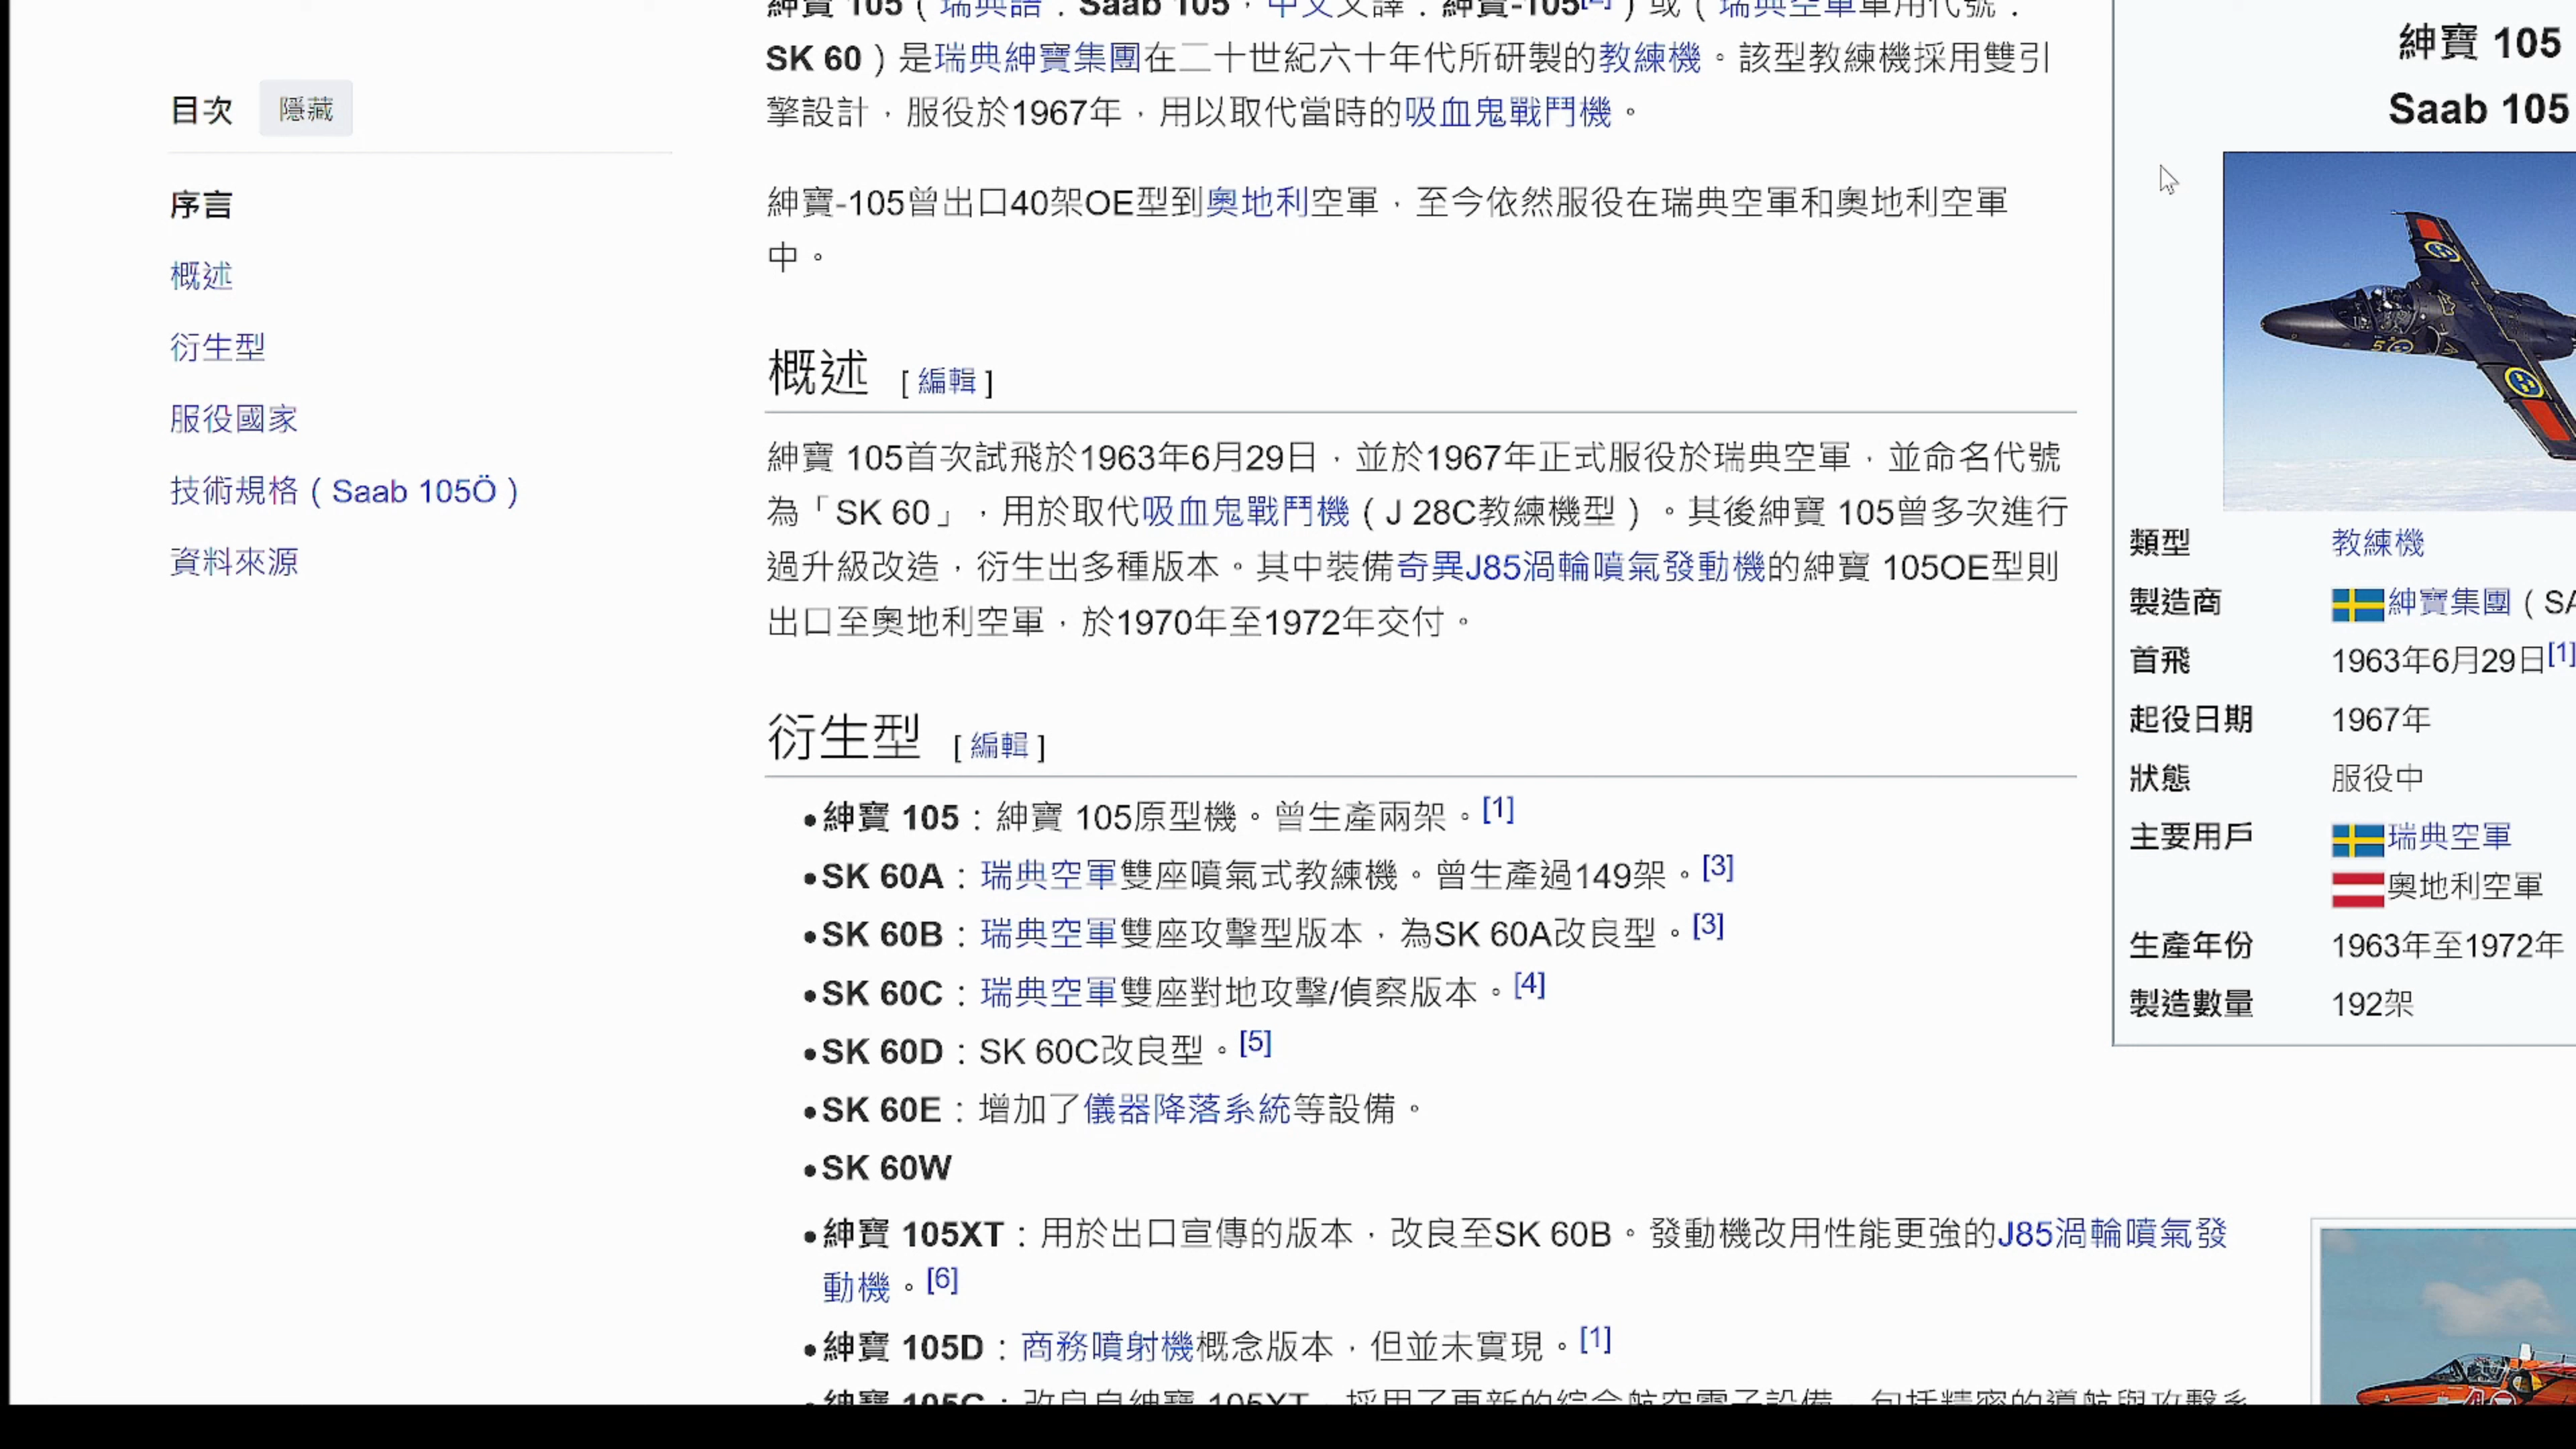 紳寶 105（瑞典語：Saab 105，中文又譯：紳寶-105[2]）或（瑞典空軍軍用代號：
SK 60）是瑞典紳寶集團在二十世紀六十年代所研製的教練機。該型教練機採用雙引
擎設計，服役於1967年，用以取代當時的吸血鬼戰鬥機。
紳寶-105曾出口40架OE型到奧地利空軍，至今依然服役在瑞典空軍和奧地利空軍
中。
目次 隱藏
序言
概述
衍生型
服役國家
技術規格（Saab 105Ö）
資料來源
概述 [編輯]
紳寶 105首次試飛於1963年6月29日，並於1967年正式服役於瑞典空軍，並命名代號
為「SK 60」，用於取代吸血鬼戰鬥機（J 28C教練機型）。其後紳寶 105曾多次進行
過升級改造，衍生出多種版本。其中裝備奇異J85渦輪噴氣發動機的紳寶 105OE型則
出口至奧地利空軍，於1970年至1972年交付。
衍生型 [編輯]
•紳寶 105：紳寶 105原型機。曾生產兩架。[1]
•SK 60A：瑞典空軍雙座噴氣式教練機。曾生產過149架。[3]
•SK 60B：瑞典空軍雙座攻擊型版本，為SK 60A改良型。[3]
•SK 60C：瑞典空軍雙座對地攻擊/偵察版本。[4]
•SK 60D：SK 60C改良型。[5]
•SK 60E：增加了儀器降落系統等設備。
•SK 60W
•紳寶 105XT：用於出口宣傳的版本，改良至SK 60B。發動機改用性能更強的J85渦輪噴氣發
動機。[6]
•紳寶 105D：商務噴射機概念版本，但並未實現。[1]
•紳寶 105G：改良自紳寶 105XT，採用了更新的綜合航空電子設備，包括精密的導航與攻擊系
紳寶 105
Saab 105
類型 教練機
製造商 紳寶集團（SA
首飛 1963年6月29日[1]
起役日期 1967年
狀態 服役中
主要用戶 瑞典空軍
奧地利空軍
生產年份 1963年至1972年
製造數量 192架